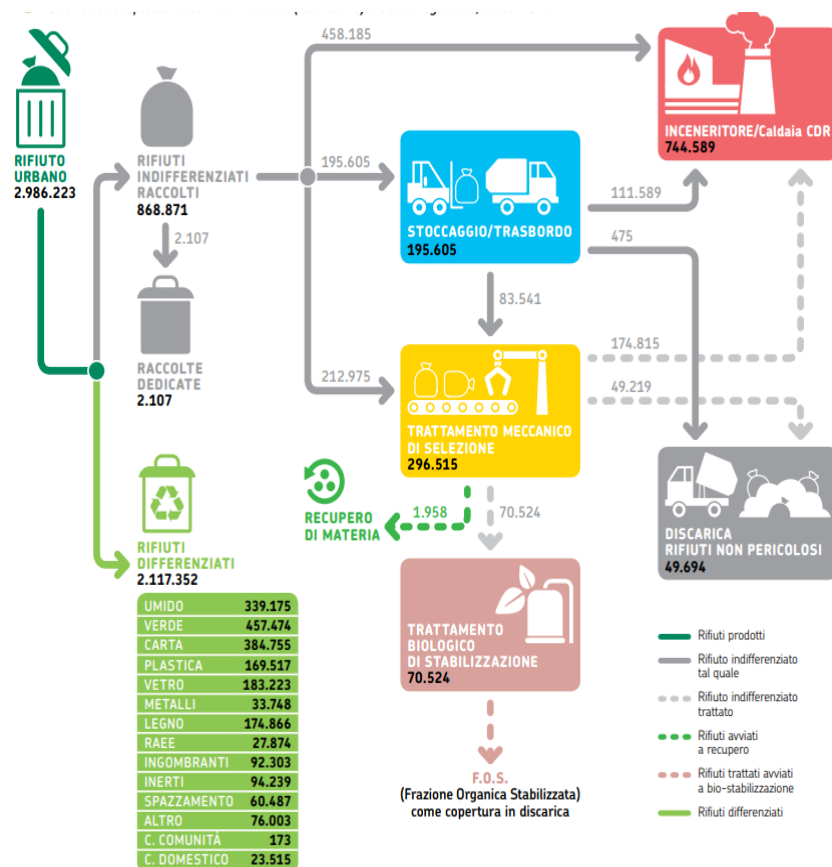 458.185
RIFIUTO
URBANO
2.986.223
RIFIUTI
INDIFFERENZIATI
RACCOLTI
868.871
2.107
RACCOLTE
DEDICATE
2.107
195.605
212.975
INCENERITORE/Caldaia CDR
744.589
STOCCAGGIO/TRASBORDO
195.605
111.589
475
83.541
TRATTAMENTO MECCANICO
DI SELEZIONE
296.515
174.815
49.219
RECUPERO
DI MATERIA
1.958
70.524
DISCARICA
RIFIUTI NON PERICOLOSI
49.694
TRATTAMENTO
BIOLOGICO
DI STABILIZZAZIONE
70.524
F.O.S.
(Frazione Organica Stabilizzata)
come copertura in discarica
RIFIUTI
DIFFERENZIATI
2.117.352
UMIDO 339.175
VERDE 457.474
CARTA 384.755
PLASTICA 169.517
VETRO 183.223
METALLI 33.748
LEGNO 174.866
RAEE 27.874
INGOMBRANTI 92.303
INERTI 94.239
SPAZZAMENTO 60.487
ALTRO 76.003
C. COMUNITÀ 173
C. DOMESTICO 23.515
Rifiuti prodotti
Rifiuto indifferenziato
tal quale
Rifiuto indifferenziato
trattato
Rifiuti avviati
a recupero
Rifiuti trattati avviati
a bio-stabilizzazione
Rifiuti differenziati